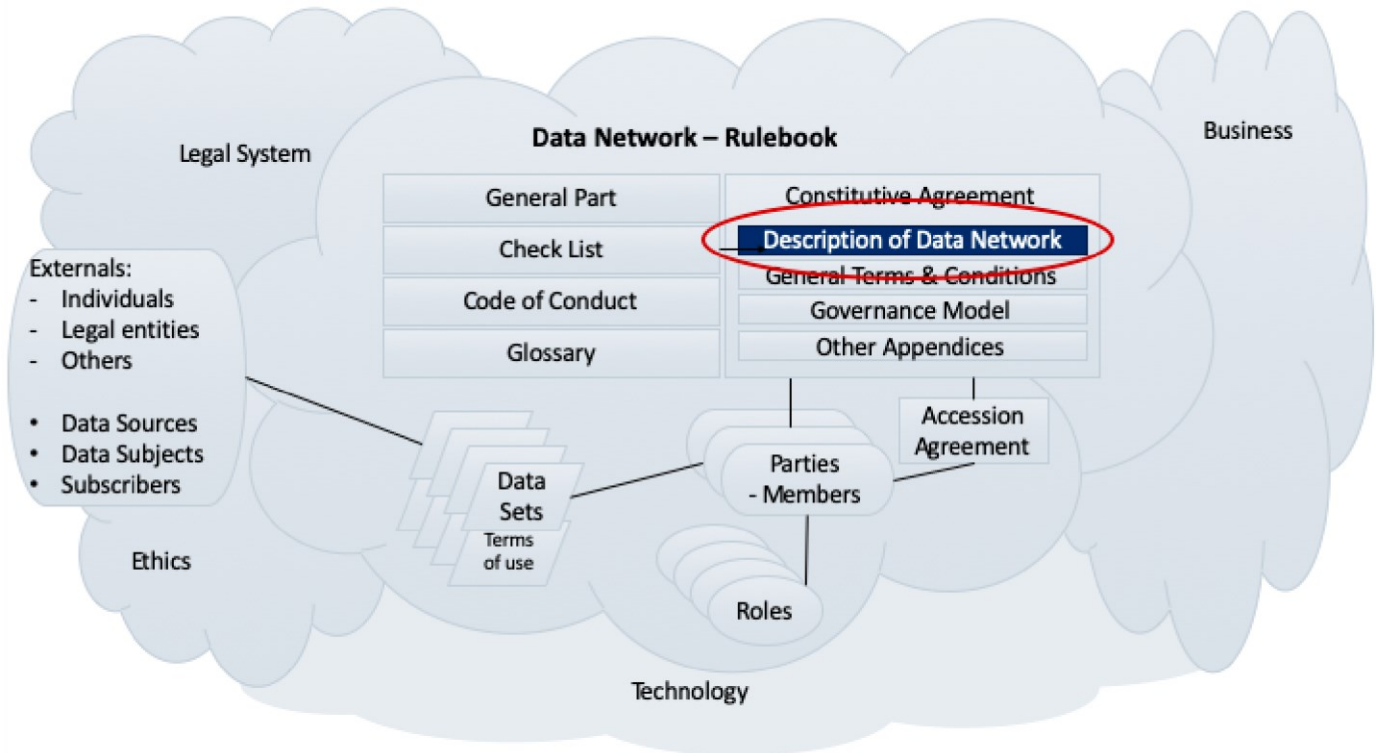 Data Network – Rulebook
Legal System
Business
General Part
Check List
Code of Conduct
Glossary
Constitutive Agreement
Description of Data Network
General Terms & Conditions
Governance Model
Other Appendices
Externals:
- Individuals
- Legal entities
- Others
• Data Sources
• Data Subjects
• Subscribers
Data
Sets
Terms
of use
Parties
- Members
Accession
Agreement
Roles
Ethics
Technology